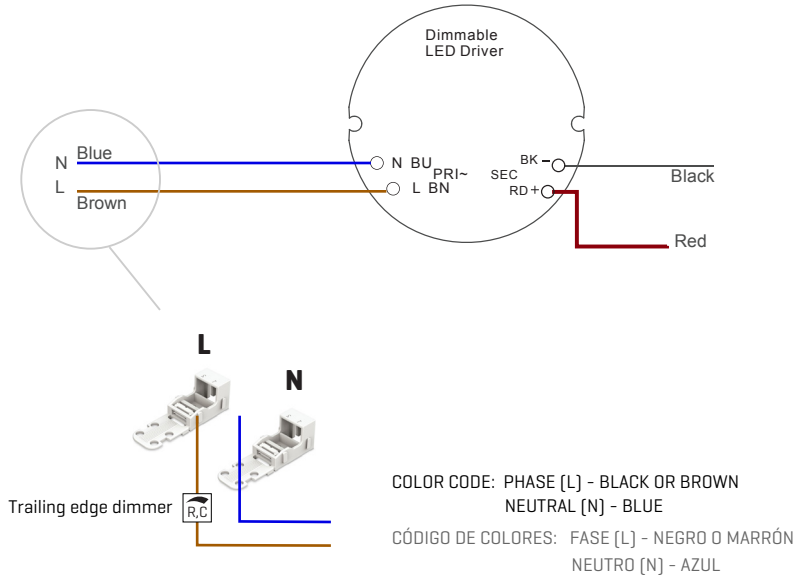 Dimmable
LED Driver
N Blue
L
Brown
N BU
PRI~
L BN
BK -
SEC
RD +
Black
Red
L
N
Trailing edge dimmer
R,C
COLOR CODE: PHASE (L) - BLACK OR BROWN
NEUTRAL (N) - BLUE
CÓDIGO DE COLORES: FASE (L) - NEGRO O MARRÓN
NEUTRO (N) - AZUL